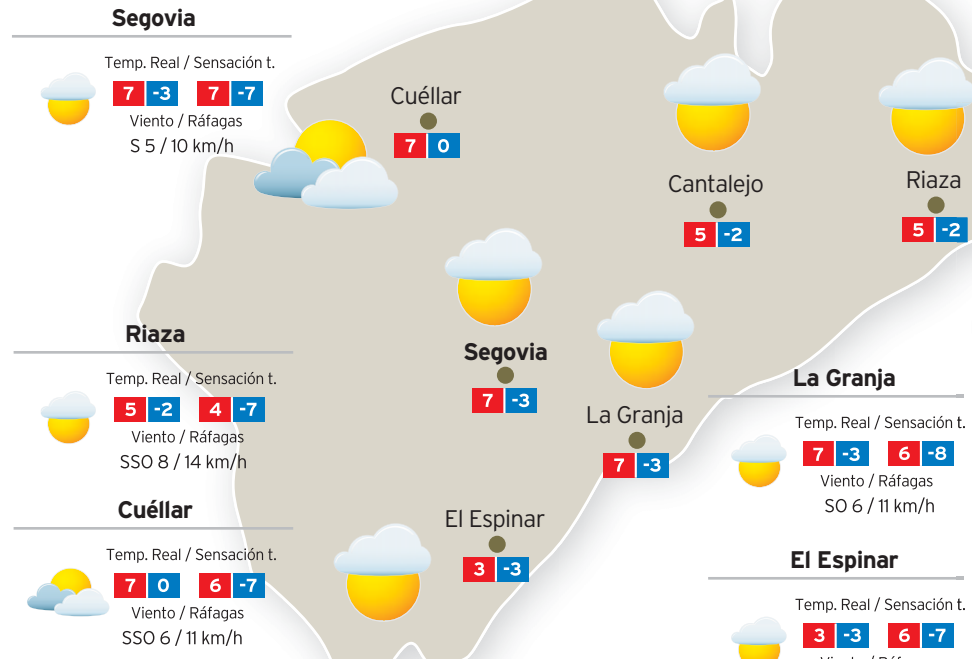 Segovia
Temp. Real / Sensación t.
7 -3 7 -7
Viento / Ráfagas
S 5 / 10 km/h
Cuéllar
7 0
Cantalejo
5 -2
Riaza
5 -2
Segovia
7 -3
La Granja
7 -3
El Espinar
3 -3
Riaza
Temp. Real / Sensación t.
5 -2 4 -7
Viento / Ráfagas
SSO 8 / 14 km/h
Cuéllar
Temp. Real / Sensación t.
7 0 6 -7
Viento / Ráfagas
SSO 6 / 11 km/h
La Granja
Temp. Real / Sensación t.
7 -3 6 -8
Viento / Ráfagas
SO 6 / 11 km/h
El Espinar
Temp. Real / Sensación t.
3 -3 6 -7
Viento / Ráfagas